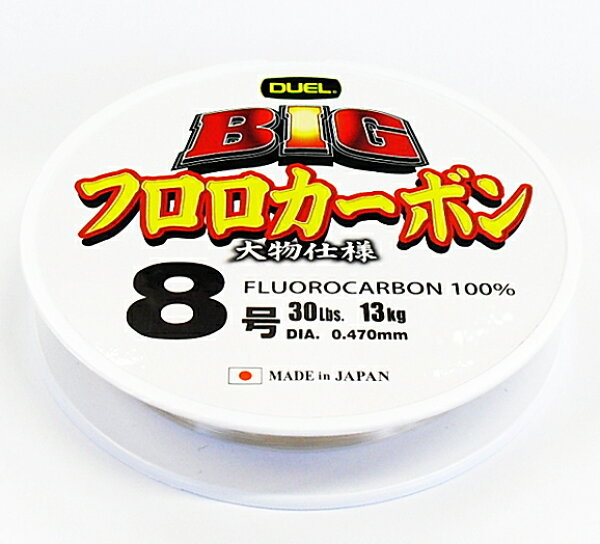 DUEL
BIG
フロロカーボン
大物仕様
FLUOROCARBON 100%
8号 30Lbs. 13kg
DIA. 0.470mm
MADE in JAPAN